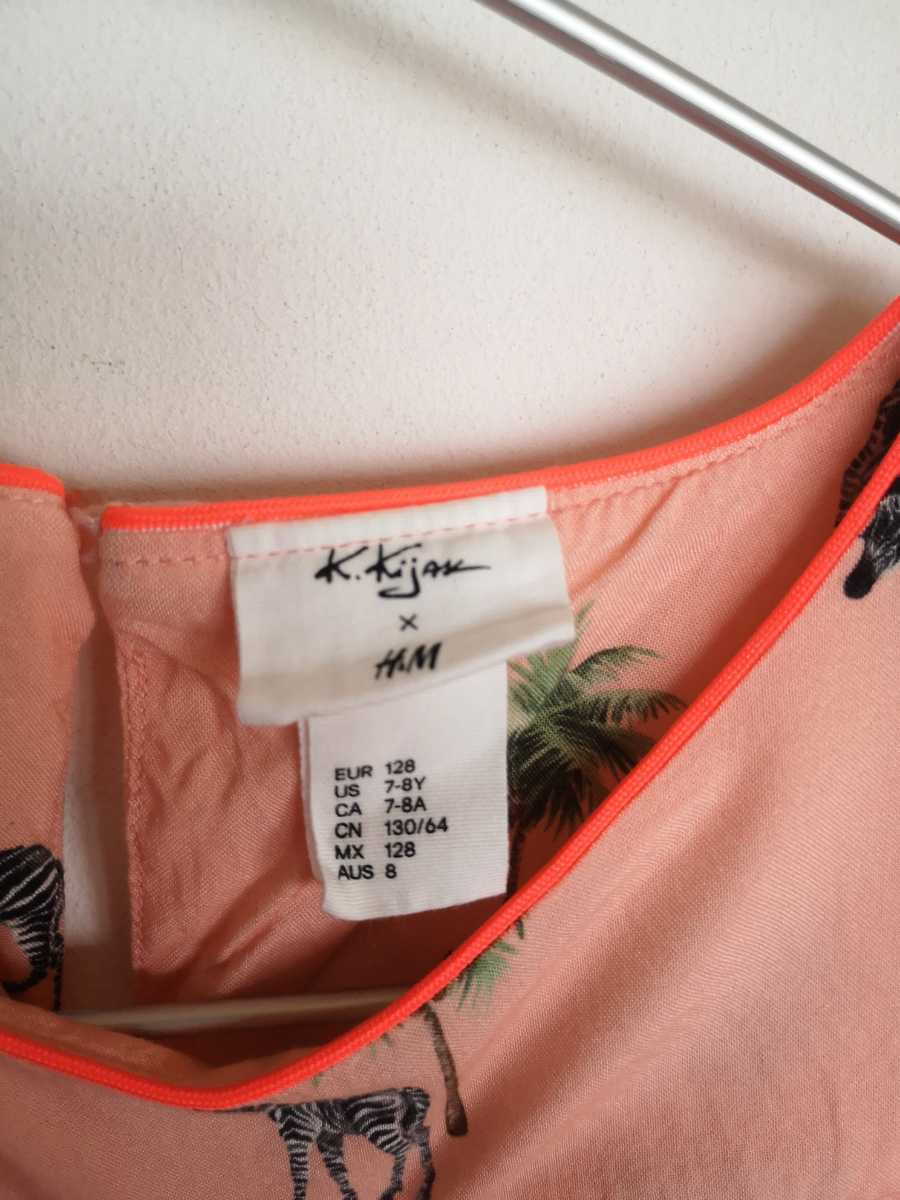 K.Kijak
×
H&M
EUR 128
US 7-8Y
CA 7-8A
CN 130/64
MX 128
AUS 8